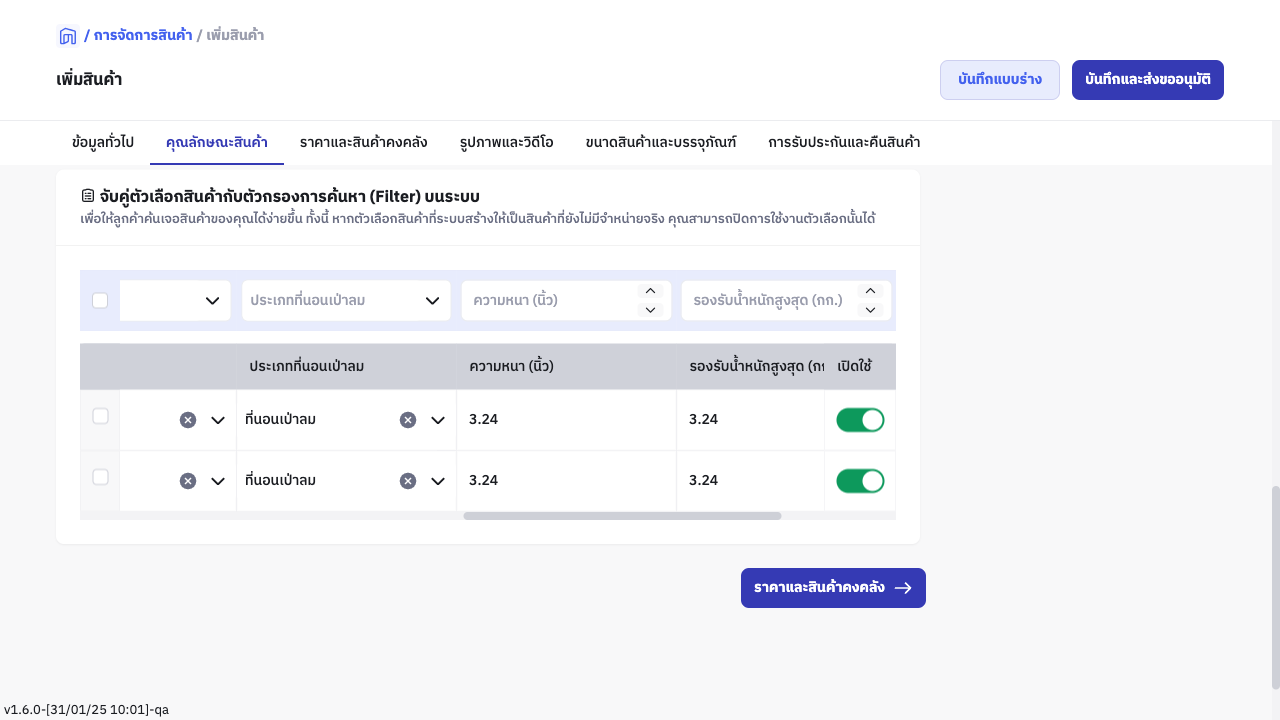 / การจัดการสินค้า / เพิ่มสินค้า
เพิ่มสินค้า
บันทึกแบบร่าง
บันทึกและส่งขออนุมัติ
ข้อมูลทั่วไป
คุณลักษณะสินค้า
ราคาและสินค้าคงคลัง
รูปภาพและวิดีโอ
ขนาดสินค้าและบรรจุภัณฑ์
การรับประกันและคืนสินค้า
จับคู่ตัวเลือกสินค้ากับตัวกรองการค้นหา (Filter) บนระบบ
เพื่อให้ลูกค้าค้นเจอสินค้าของคุณได้ง่ายขึ้น ทั้งนี้ หากตัวเลือกสินค้าที่ระบบสร้างให้เป็นสินค้าที่ยังไม่มีจำหน่ายจริง คุณสามารถปิดการใช้งานตัวเลือกนั้นได้
ประเภทที่นอนเป่าลม
ความหนา (นิ้ว)
รองรับน้ำหนักสูงสุด (กก.)
ประเภทที่นอนเป่าลม
ความหนา (นิ้ว)
รองรับน้ำหนักสูงสุด (กก
เปิดใช้
ที่นอนเป่าลม
3.24
3.24
ที่นอนเป่าลม
3.24
3.24
ราคาและสินค้าคงคลัง
v1.6.0-[31/01/25 10:01]-qa